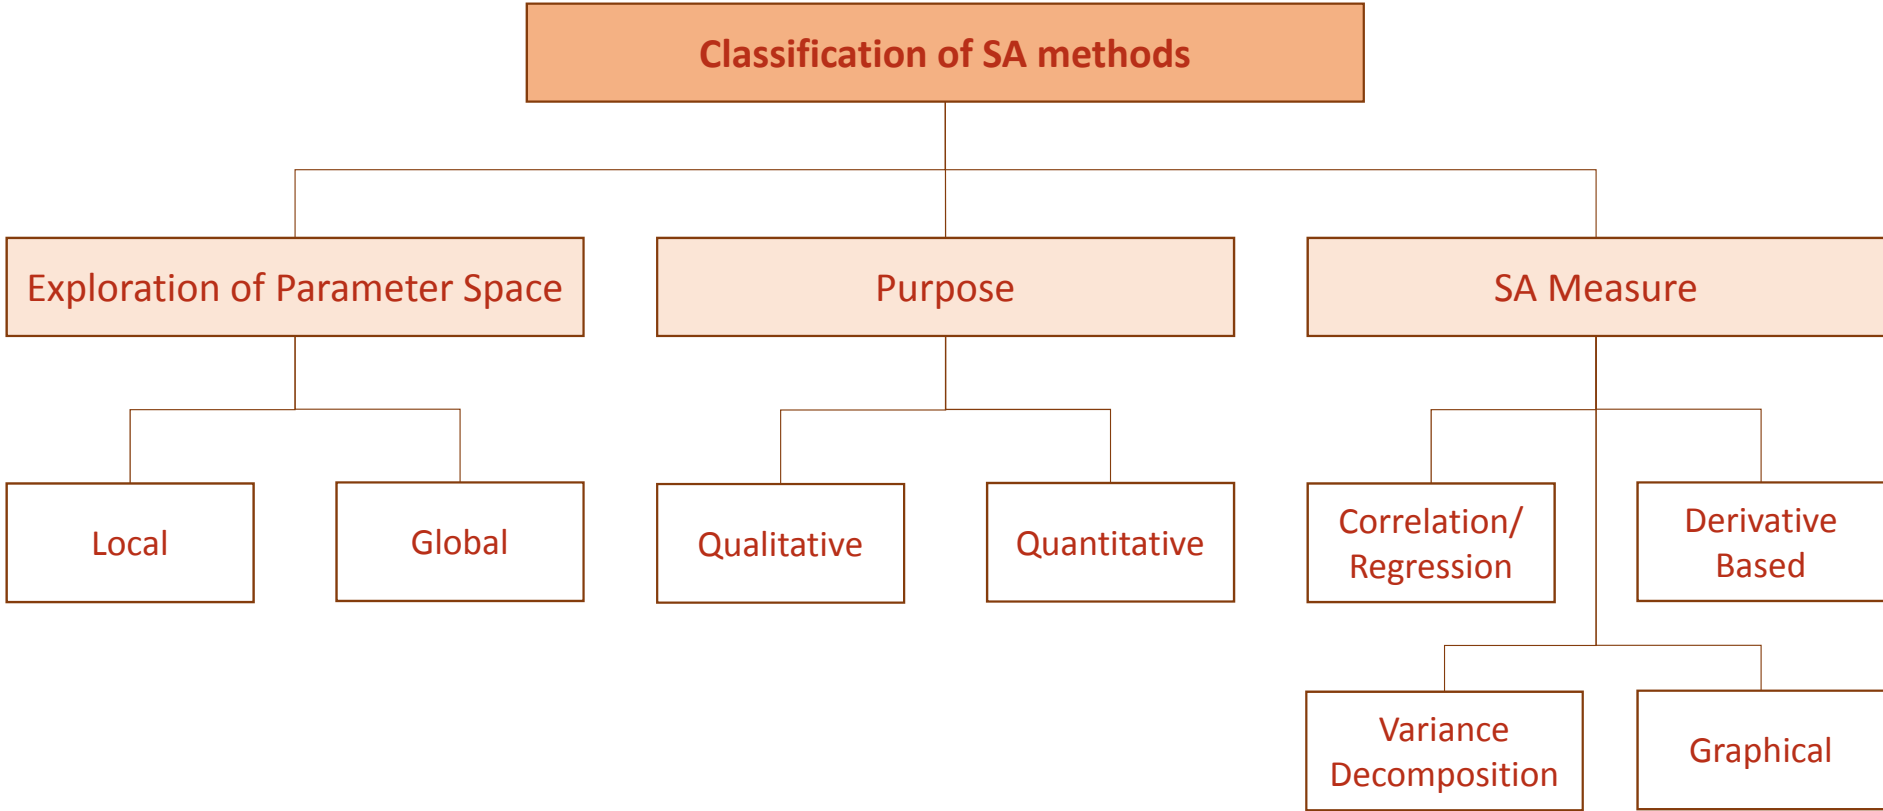 Classification of SA methods
Exploration of Parameter Space
Purpose
SA Measure
Local
Global
Qualitative
Quantitative
Correlation/
Regression
Derivative
Based
Variance
Decomposition
Graphical